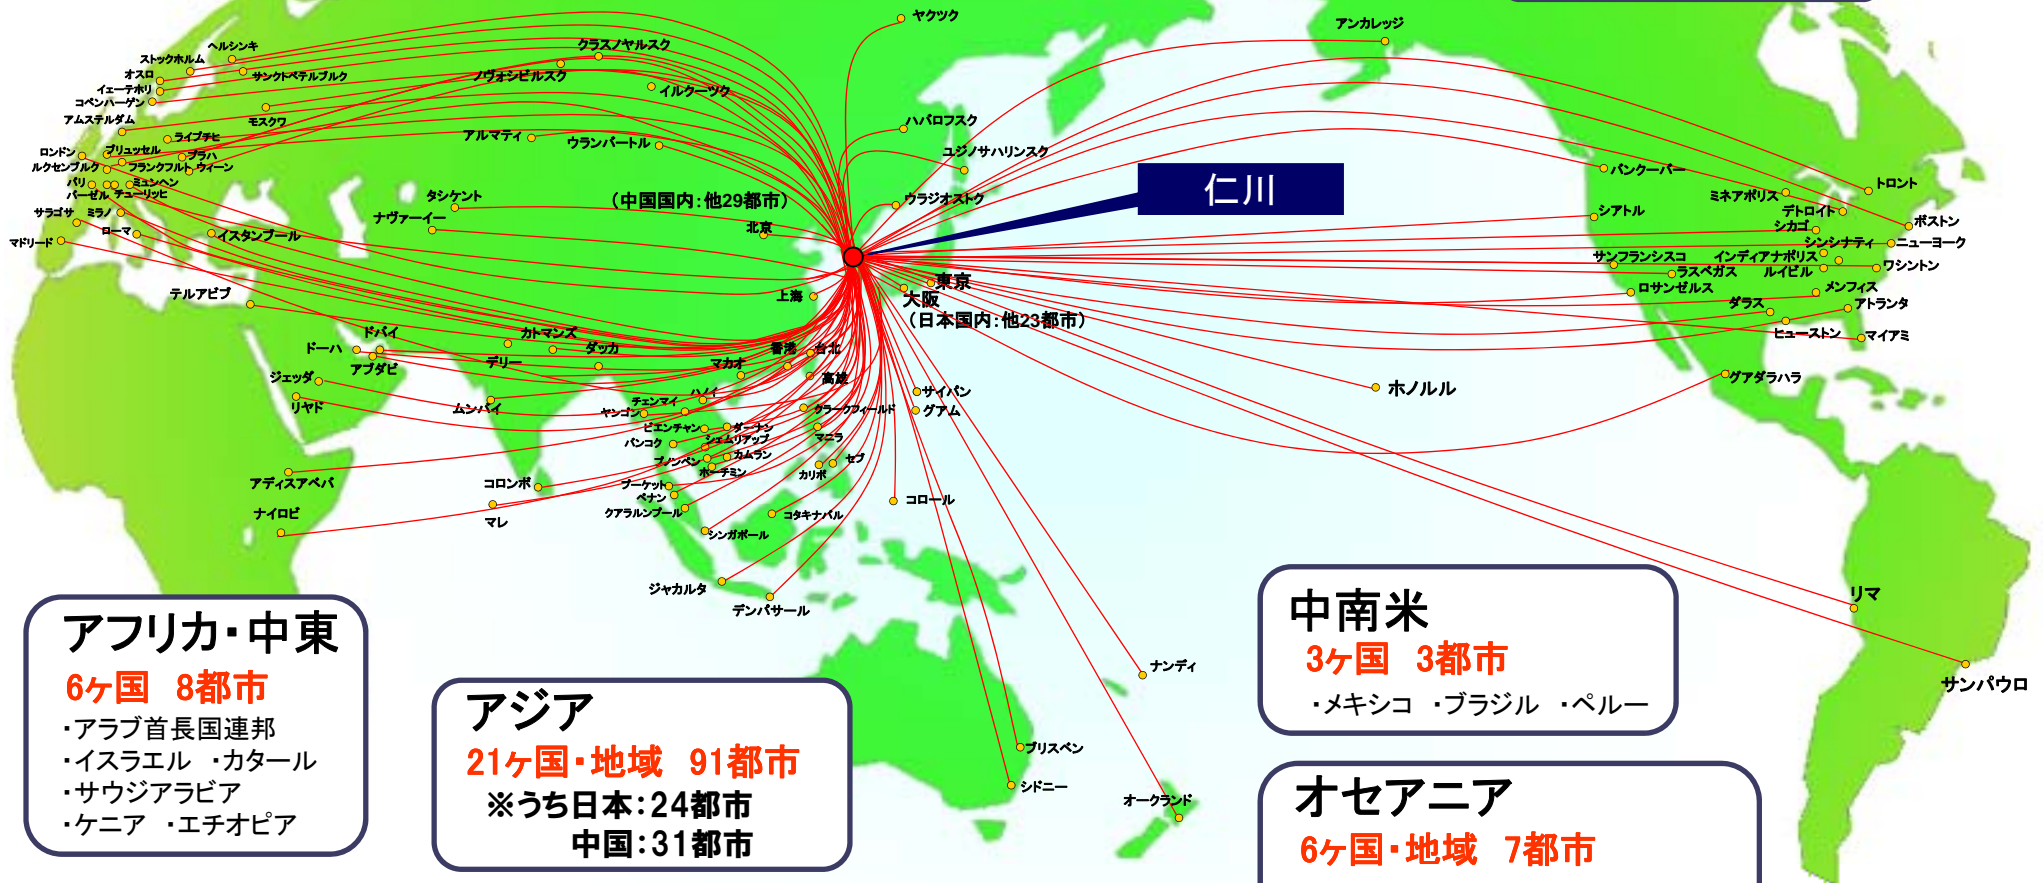 ヤクツク
アンカレッジ
ヘルシンキ
ストックホルム
オスロ
サンクトペテルブルク
イェーテホリ
コペンハーゲン
クラスノヤルスク
ノヴォシビルスク
イルクーツク
アムステルダム
モスクワ
ライプチヒ
アルマティ
ウランバートル
ハバロフスク
ユジノサハリンスク
ロンドン
ブリュッセル
プラハ
ルクセンブルク
フランクフルト
ウィーン
パリ
ミュンヘン
バーゼル
チューリッヒ
サラゴサ
ミラノ
ローマ
マドリード
イスタンブール
タシケント
ナヴァーイー
（中国国内：他29都市）
北京
ウラジオストク
仁川
バンクーバー
トロント
ミネアポリス
デトロイト
シアトル
シカゴ
ボストン
シンシナティ
ニューヨーク
サンフランシスコ
インディアナポリス
ラスベガス
ルイビル
ワシントン
ロサンゼルス
メンフィス
ダラス
アトランタ
ヒューストン
マイアミ
グアダラハラ
テルアビブ
上海
東京
大阪
（日本国内：他23都市）
ドバイ
ドーハ
アブダビ
カトマンズ
デリー
ダッカ
香港
台北
マカオ
高雄
ジェッダ
リヤド
ムンバイ
チェンマイ
ハノイ
ヤンゴン
クラークフィールド
サイパン
グアム
ホノルル
ビエンチャン
ダーナン
バンコク
シェムリアップ
マニラ
プノンペン
カムラン
ホーチミン
カリボ
セブ
アディスアベバ
コロンボ
プーケット
ペナン
コロール
ナイロビ
マレ
クアラルンプール
コタキナバル
シンガポール
ジャカルタ
デンパサール
リマ
サンパウロ
ナンディ
ブリスベン
シドニー
オークランド
アフリカ・中東
6ヶ国 8都市
・アラブ首長国連邦
・イスラエル ・カタール
・サウジアラビア
・ケニア ・エチオピア
アジア
21ヶ国・地域 91都市
※うち日本：24都市
中国：31都市
中南米
3ヶ国 3都市
・メキシコ ・ブラジル ・ペルー
オセアニア
6ヶ国・地域 7都市